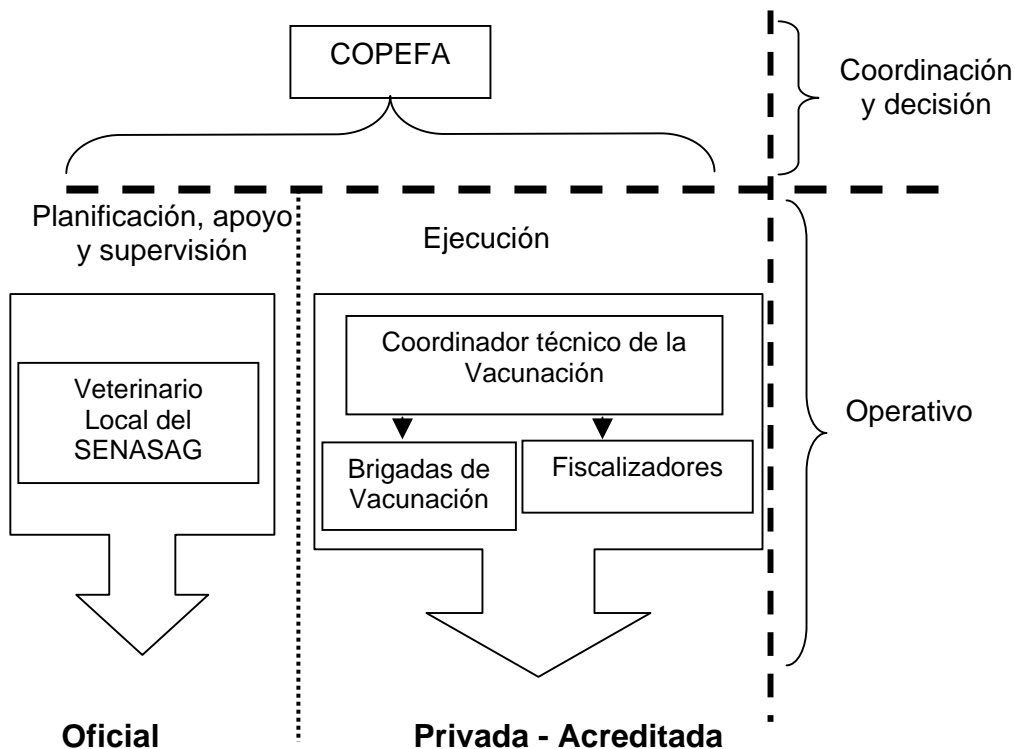 COPEFA
Coordinación
y decisión
Planificación, apoyo
y supervisión
Ejecución
Coordinador técnico de la
Vacunación
Veterinario
Local del
SENASAG
Brigadas de
Vacunación
Fiscalizadores
Operativo
Oficial
Privada - Acreditada